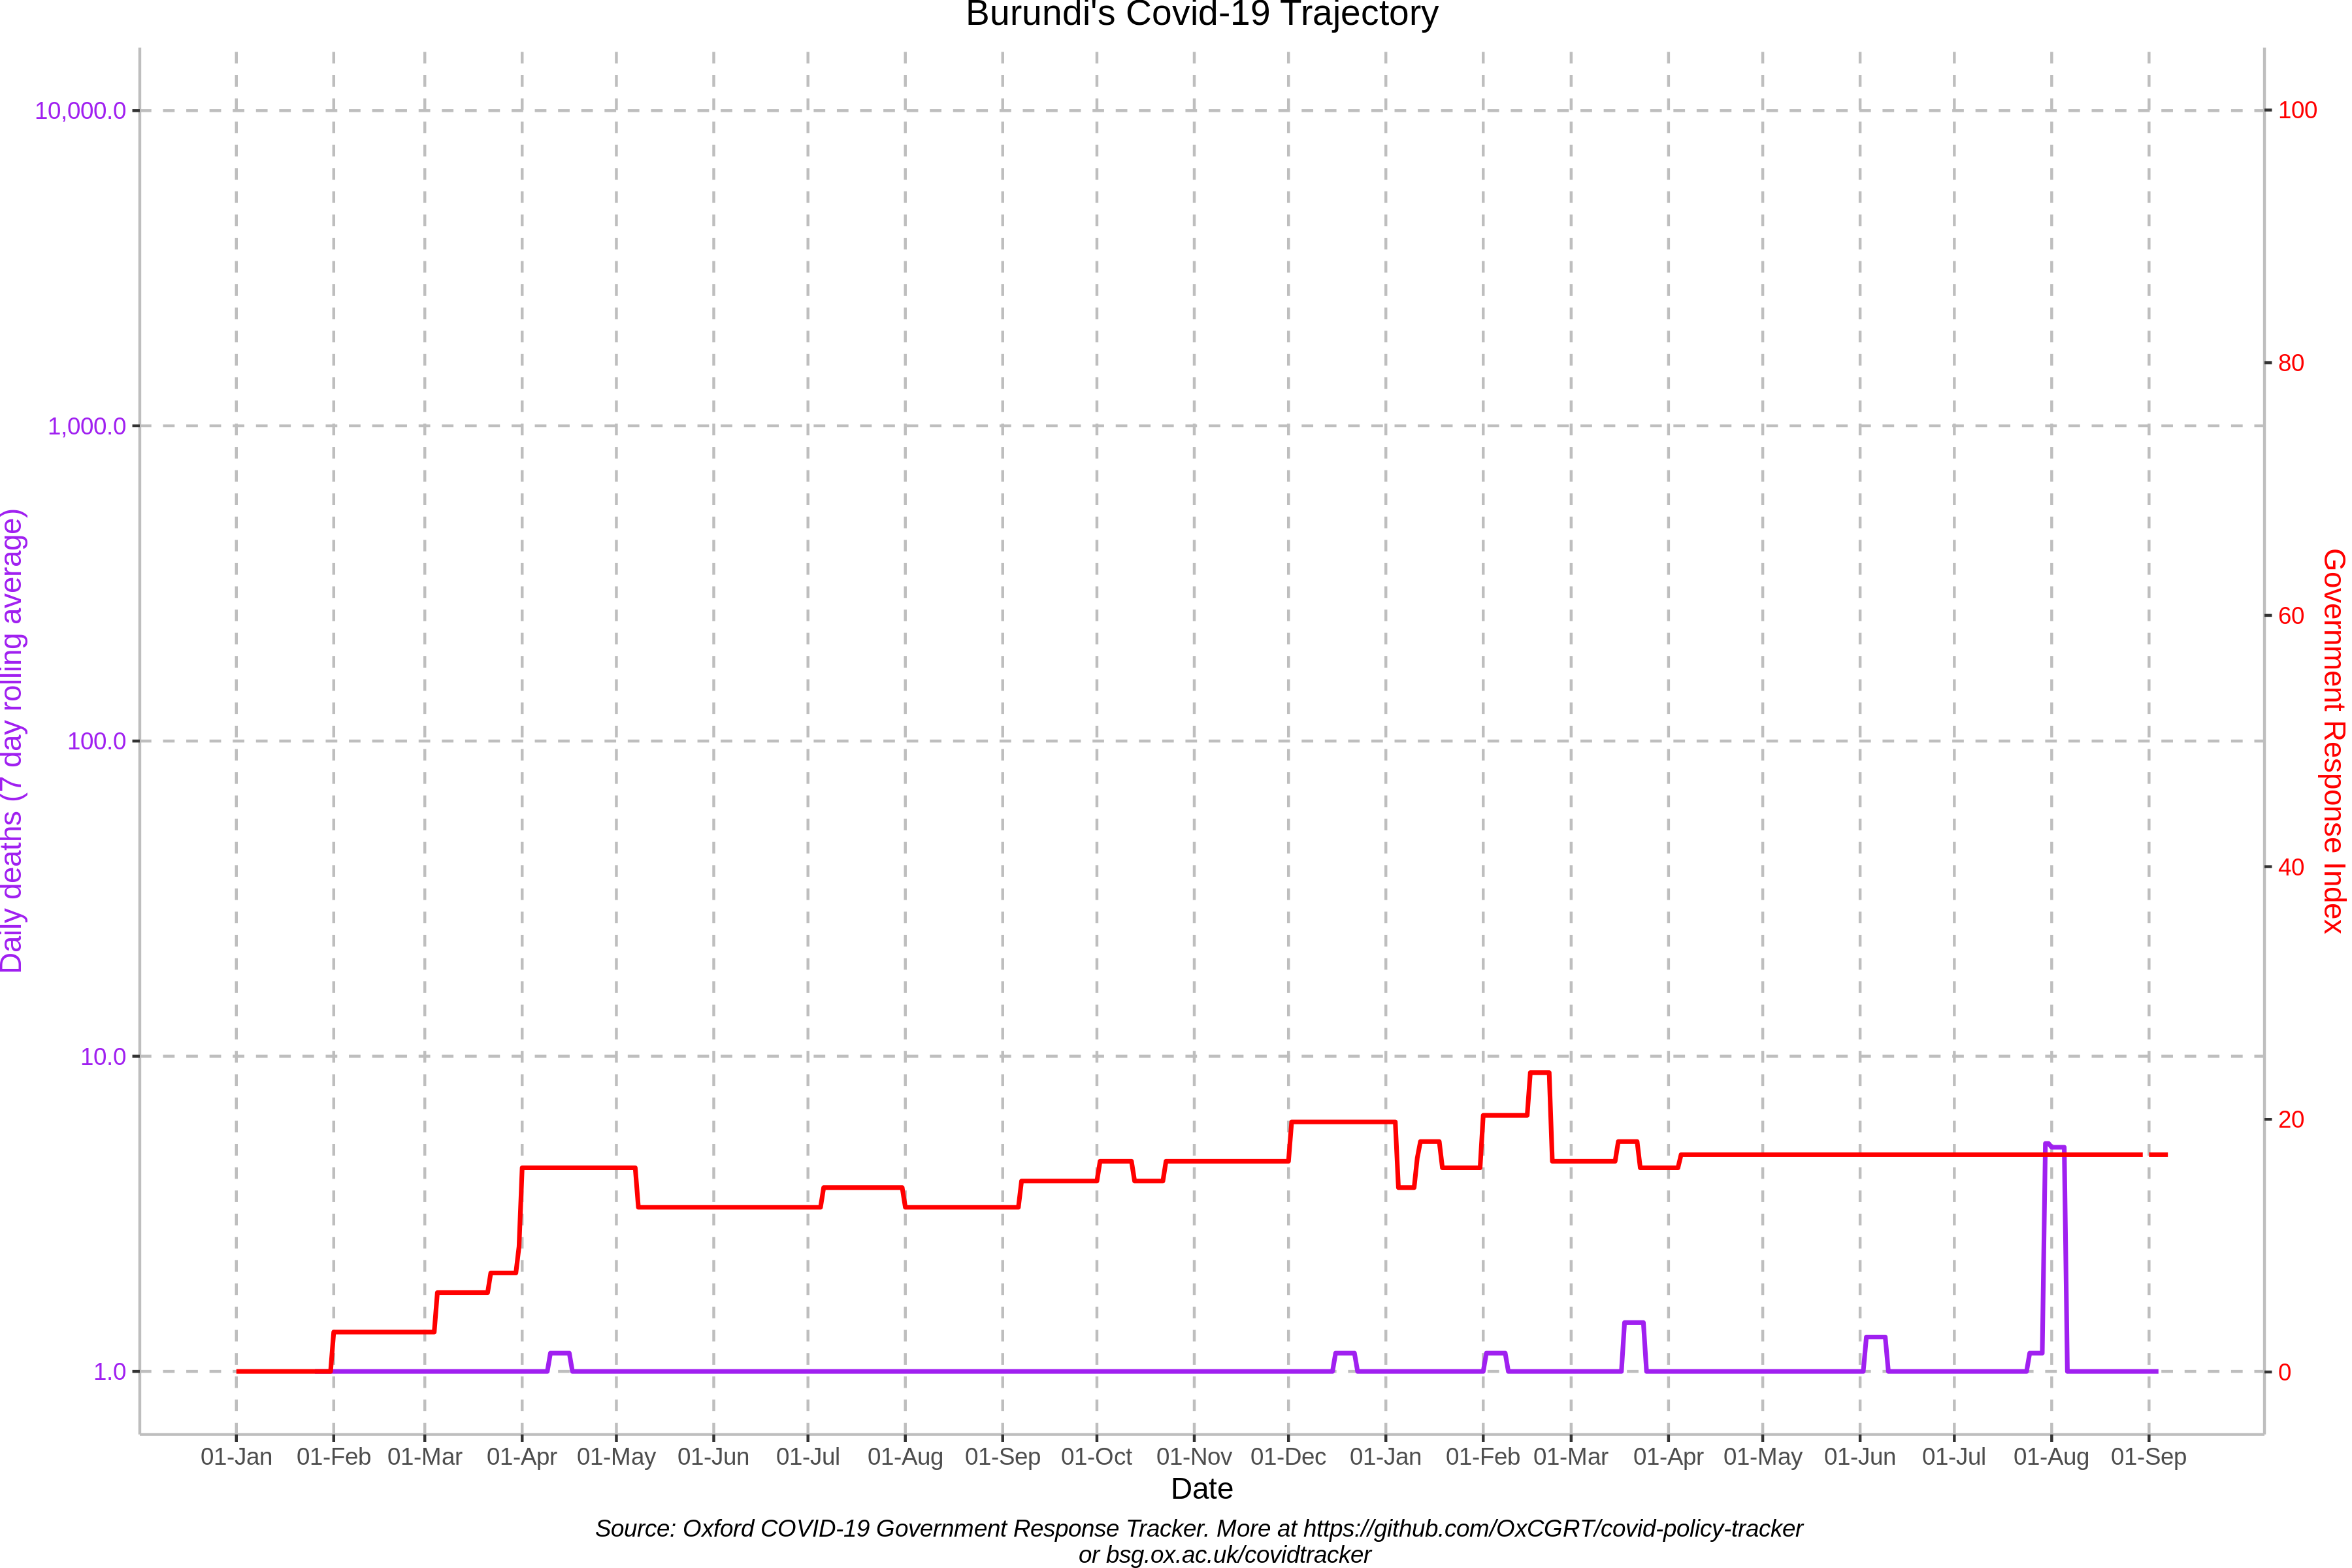 Burundi's Covid-19 Trajectory
10,000.0
1,000.0
100.0
10.0
1.0
Daily deaths (7 day rolling average)
100
80
60
40
20
0
Government Response Index
01-Jan 01-Feb 01-Mar 01-Apr 01-May 01-Jun 01-Jul 01-Aug 01-Sep 01-Oct 01-Nov 01-Dec 01-Jan 01-Feb 01-Mar 01-Apr 01-May 01-Jun 01-Jul 01-Aug 01-Sep
Date
Source: Oxford COVID-19 Government Response Tracker. More at https://github.com/OxCGRT/covid-policy-tracker
or bsg.ox.ac.uk/covidtracker